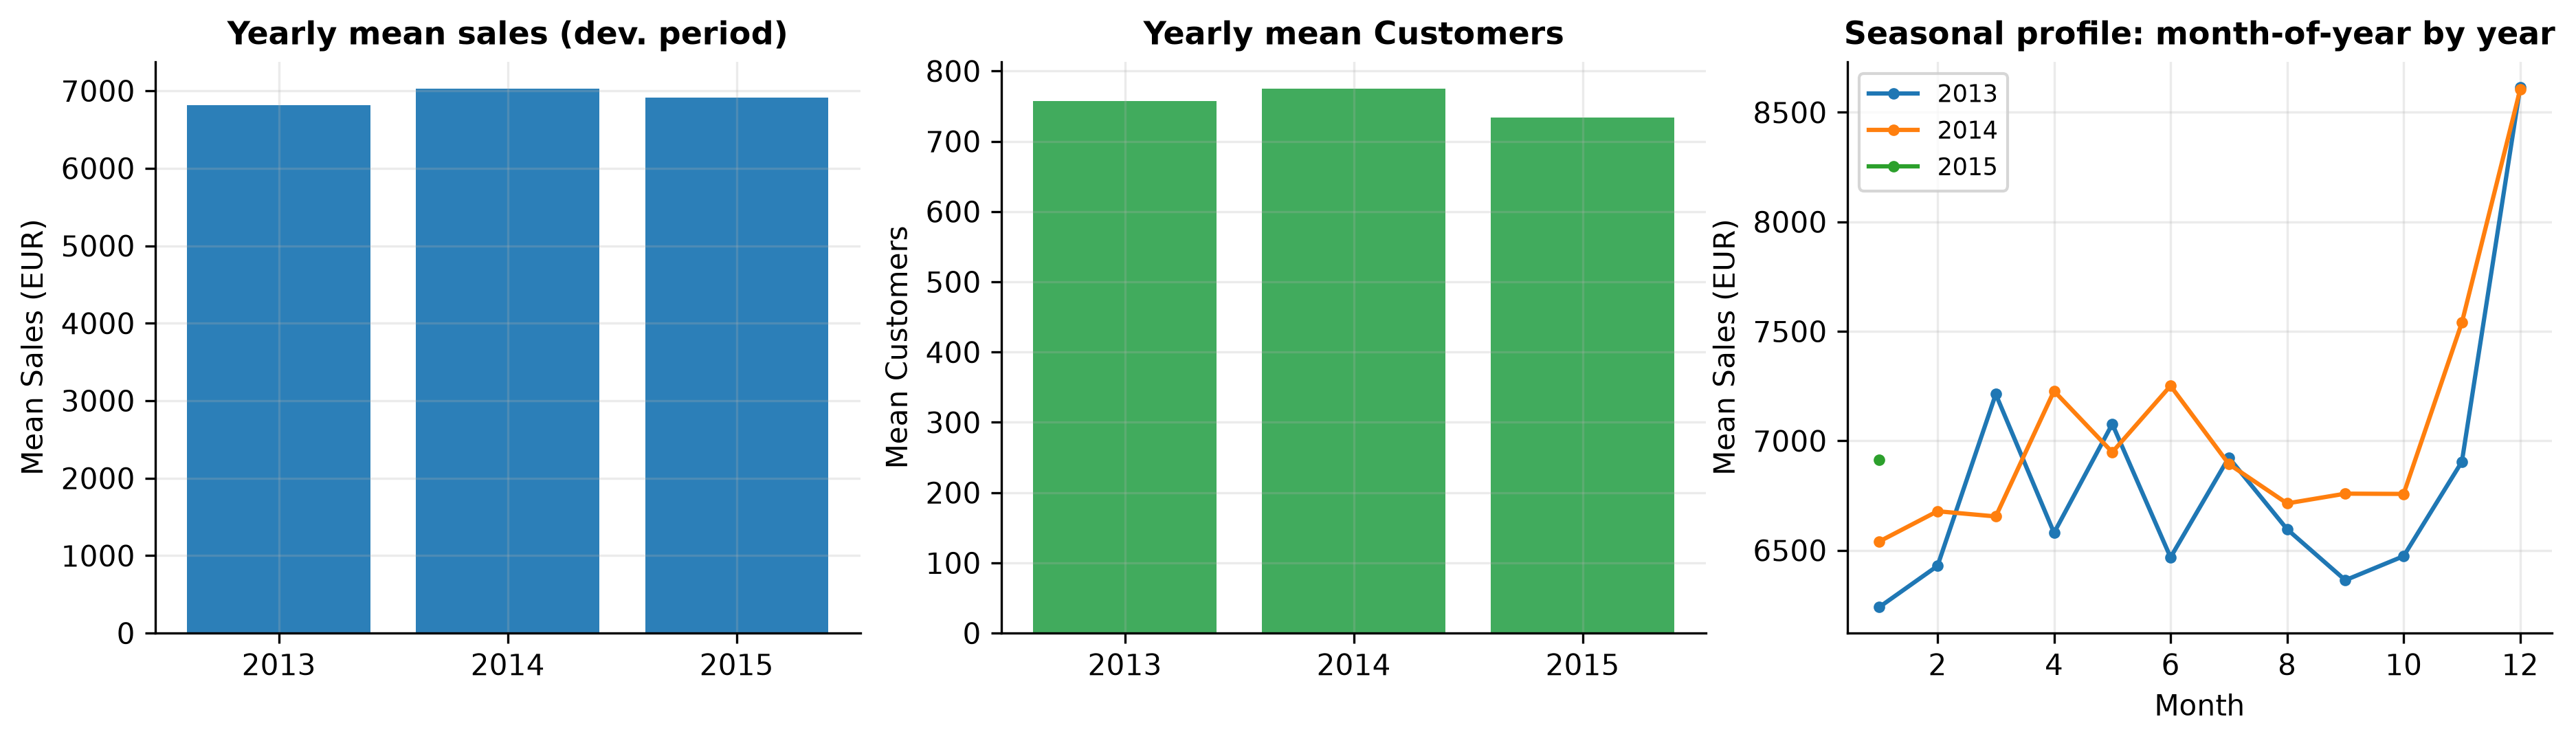 Yearly mean sales (dev. period)
Mean Sales (EUR)
7000
6000
5000
4000
3000
2000
1000
0
2013 2014 2015
Yearly mean Customers
Mean Customers
800
700
600
500
400
300
200
100
0
2013 2014 2015
Seasonal profile: month-of-year by year
Mean Sales (EUR)
8500
8000
7500
7000
6500
2013
2014
2015
2 4 6 8 10 12
Month